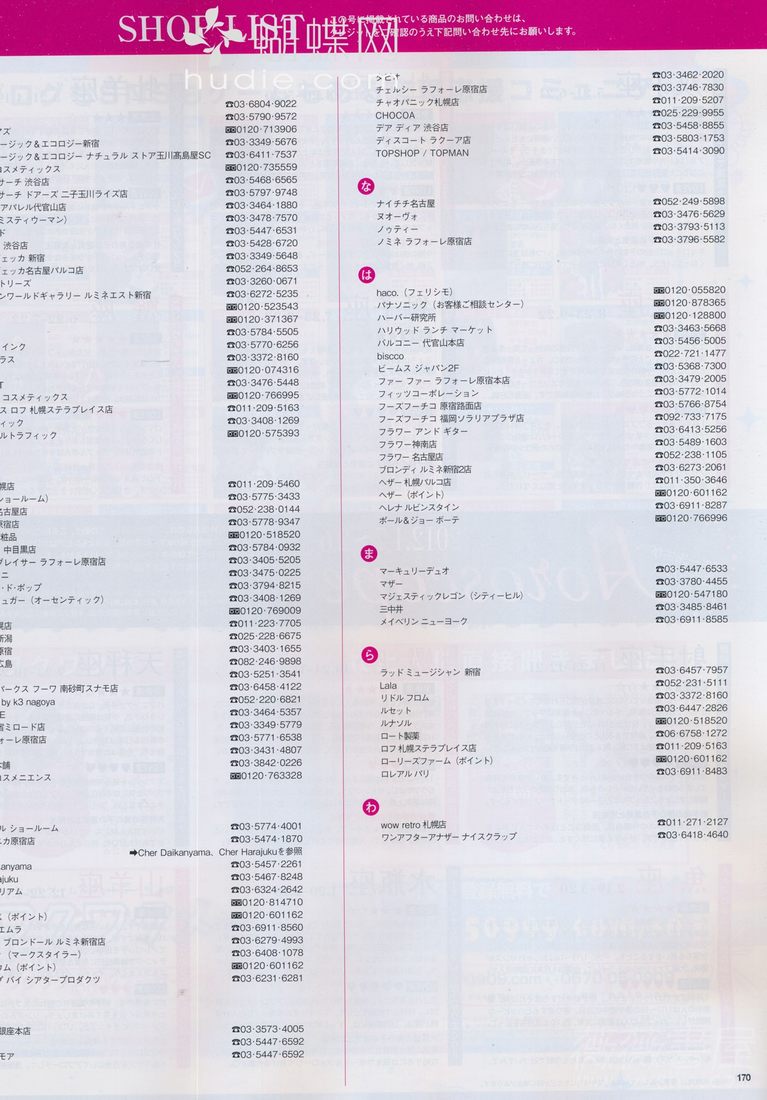 SHOP LIST
この号に掲載されている商品のお問い合わせは、
クレジットをご確認のうえ下記問い合わせ先にお願いします。
蝴蝶网
hudie.com
☎03·6804·9022
☎03·5790·9572
アズ 0120·713906
ージック＆エコロジー新宿 ☎03·3349·5676
ージック＆エコロジー ナチュラル ストア玉川髙島屋SC ☎03·6411·7537
コスメティックス 0120·735559
サーチ 渋谷店 ☎03·5468·6565
サーチ ドアーズ 二子玉川ライズ店 ☎03·5797·9748
アパレル代官山店 ☎03·3464·1880
ミスティウーマン） ☎03·3478·7570
ド ☎03·5447·6531
渋谷店 ☎03·5428·6720
ェッカ 新宿 ☎03·3349·5648
ェッカ名古屋パルコ店 ☎052·264·8653
トリーズ ☎03·3260·0671
ンワールドギャラリー ルミネエスト新宿 ☎03·6272·5235
0120·523543
0120·371367
☎03·5784·5505
インク ☎03·5770·6256
ラス ☎03·3372·8160
0120·074316
T ☎03·3476·5448
コスメティックス 0120·766995
ス ロフ 札幌ステラプレイス店 ☎011·209·5163
ィック ☎03·3408·1269
ルトラフィック 0120·575393
幌店 ☎011·209·5460
ショールーム） ☎03·5775·3433
名古屋店 ☎052·238·0144
原宿店 ☎03·5778·9347
粧品 0120·518520
中目黒店 ☎03·5784·0932
ブレイサー ラフォーレ原宿店 ☎03·3405·5205
ニ ☎03·3475·0225
・ド・ポップ ☎03·3794·8215
ュガー（オーセンティック） ☎03·3408·1269
0120·769009
幌店 ☎011·223·7705
新潟 ☎025·228·6675
原宿 ☎03·3403·1655
広島 ☎082·246·9898
☎03·5251·3541
パークス フーワ 南砂町スナモ店 ☎03·6458·4122
by k3 nagoya ☎052·220·6821
E ☎03·3464·5357
宿ミロード店 ☎03·3349·5779
ォーレ原宿店 ☎03·5771·6538
☎03·3431·4807
本舗 ☎03·3842·0226
コスメニエンス 0120·763328
ル ショールーム ☎03·5774·4001
ニカ原宿店 ☎03·5474·1870
➡Cher Daikanyama、Cher Harajukuを参照
kanyama ☎03·5457·2261
ajuku ☎03·5467·8248
リアム ☎03·6324·2642
0120·814710
ス（ポイント） 0120·601162
エムラ ☎03·6911·8560
ブロンドール ルミネ新宿店 ☎03·6279·4993
（マークスタイラー） ☎03·6408·1078
ウム（ポイント） 0120·601162
ブ バイ シアタープロダクツ ☎03·6231·6281
銀座本店 ☎03·3573·4005
☎03·5447·6592
モア ☎03·5447·6592
☎03·3462·2020
チェルシー ラフォーレ原宿店 ☎03·3746·7830
チャオパニック札幌店 ☎011·209·5207
CHOCOA ☎025·229·9955
デア ディア 渋谷店 ☎03·5458·8855
ディスコート ラクーア店 ☎03·5803·1753
TOPSHOP / TOPMAN ☎03·5414·3090
な
ナイチチ名古屋 ☎052·249·5898
ヌオーヴォ ☎03·3476·5629
ノゥティー ☎03·3793·5113
ノミネ ラフォーレ原宿店 ☎03·3796·5582
は
haco.（フェリシモ） 0120·055820
パナソニック（お客様ご相談センター） 0120·878365
ハーバー研究所 0120·128800
ハリウッド ランチ マーケット ☎03·3463·5668
バルコニー 代官山本店 ☎03·5456·5005
biscco ☎022·721·1477
ビームス ジャパン2F ☎03·5368·7300
ファー ファー ラフォーレ原宿本店 ☎03·3479·2005
フィッツコーポレーション ☎03·5772·1014
フーズフーチコ 原宿路面店 ☎03·5766·8754
フーズフーチコ 福岡ソラリアプラザ店 ☎092·733·7175
フラワー アンド ギター ☎03·6413·5256
フラワー神南店 ☎03·5489·1603
フラワー 名古屋店 ☎052·238·1105
ブロンディ ルミネ新宿2店 ☎03·6273·2061
ヘザー 札幌パルコ店 ☎011·350·3646
ヘザー（ポイント） 0120·601162
ヘレナ ルビンスタイン ☎03·6911·8287
ポール＆ジョー ボーテ 0120·766996
ま
マーキュリーデュオ ☎03·5447·6533
マザー ☎03·3780·4455
マジェスティックレゴン（シティーヒル） 0120·547180
三中井 ☎03·3485·8461
メイベリン ニューヨーク ☎03·6911·8585
ら
ラッド ミュージシャン 新宿 ☎03·6457·7957
Lala ☎052·231·5111
リドル フロム ☎03·3372·8160
ルセット ☎03·6447·2826
ルナソル 0120·518520
ロート製薬 ☎06·6758·1272
ロフ 札幌ステラプレイス店 ☎011·209·5163
ローリーズファーム（ポイント） 0120·601162
ロレアル パリ ☎03·6911·8483
わ
wow retro 札幌店 ☎011·271·2127
ワンアフターアナザー ナイスクラップ ☎03·6418·4640
170